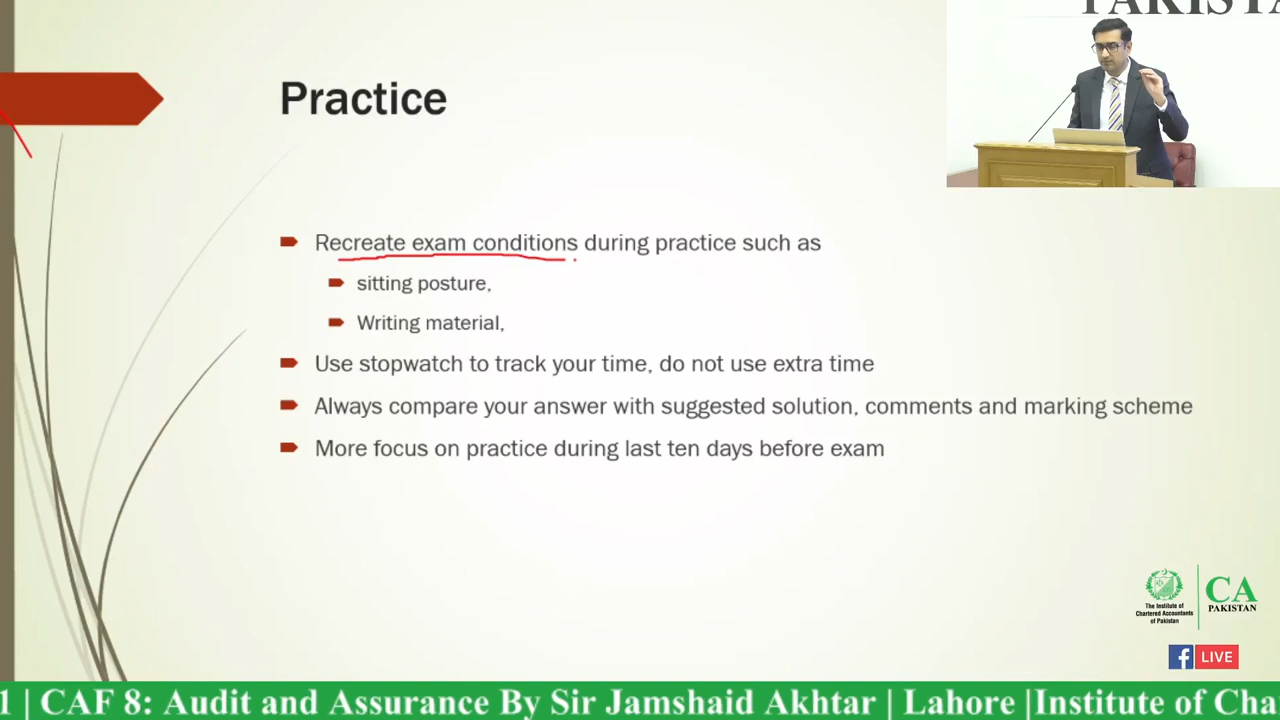 Practice
Recreate exam conditions during practice such as
sitting posture,
Writing material,
Use stopwatch to track your time, do not use extra time
Always compare your answer with suggested solution, comments and marking scheme
More focus on practice during last ten days before exam
The Institute of
Chartered Accountants
of Pakistan
CA
PAKISTAN
f LIVE
1 | CAF 8: Audit and Assurance By Sir Jamshaid Akhtar | Lahore |Institute of Cha